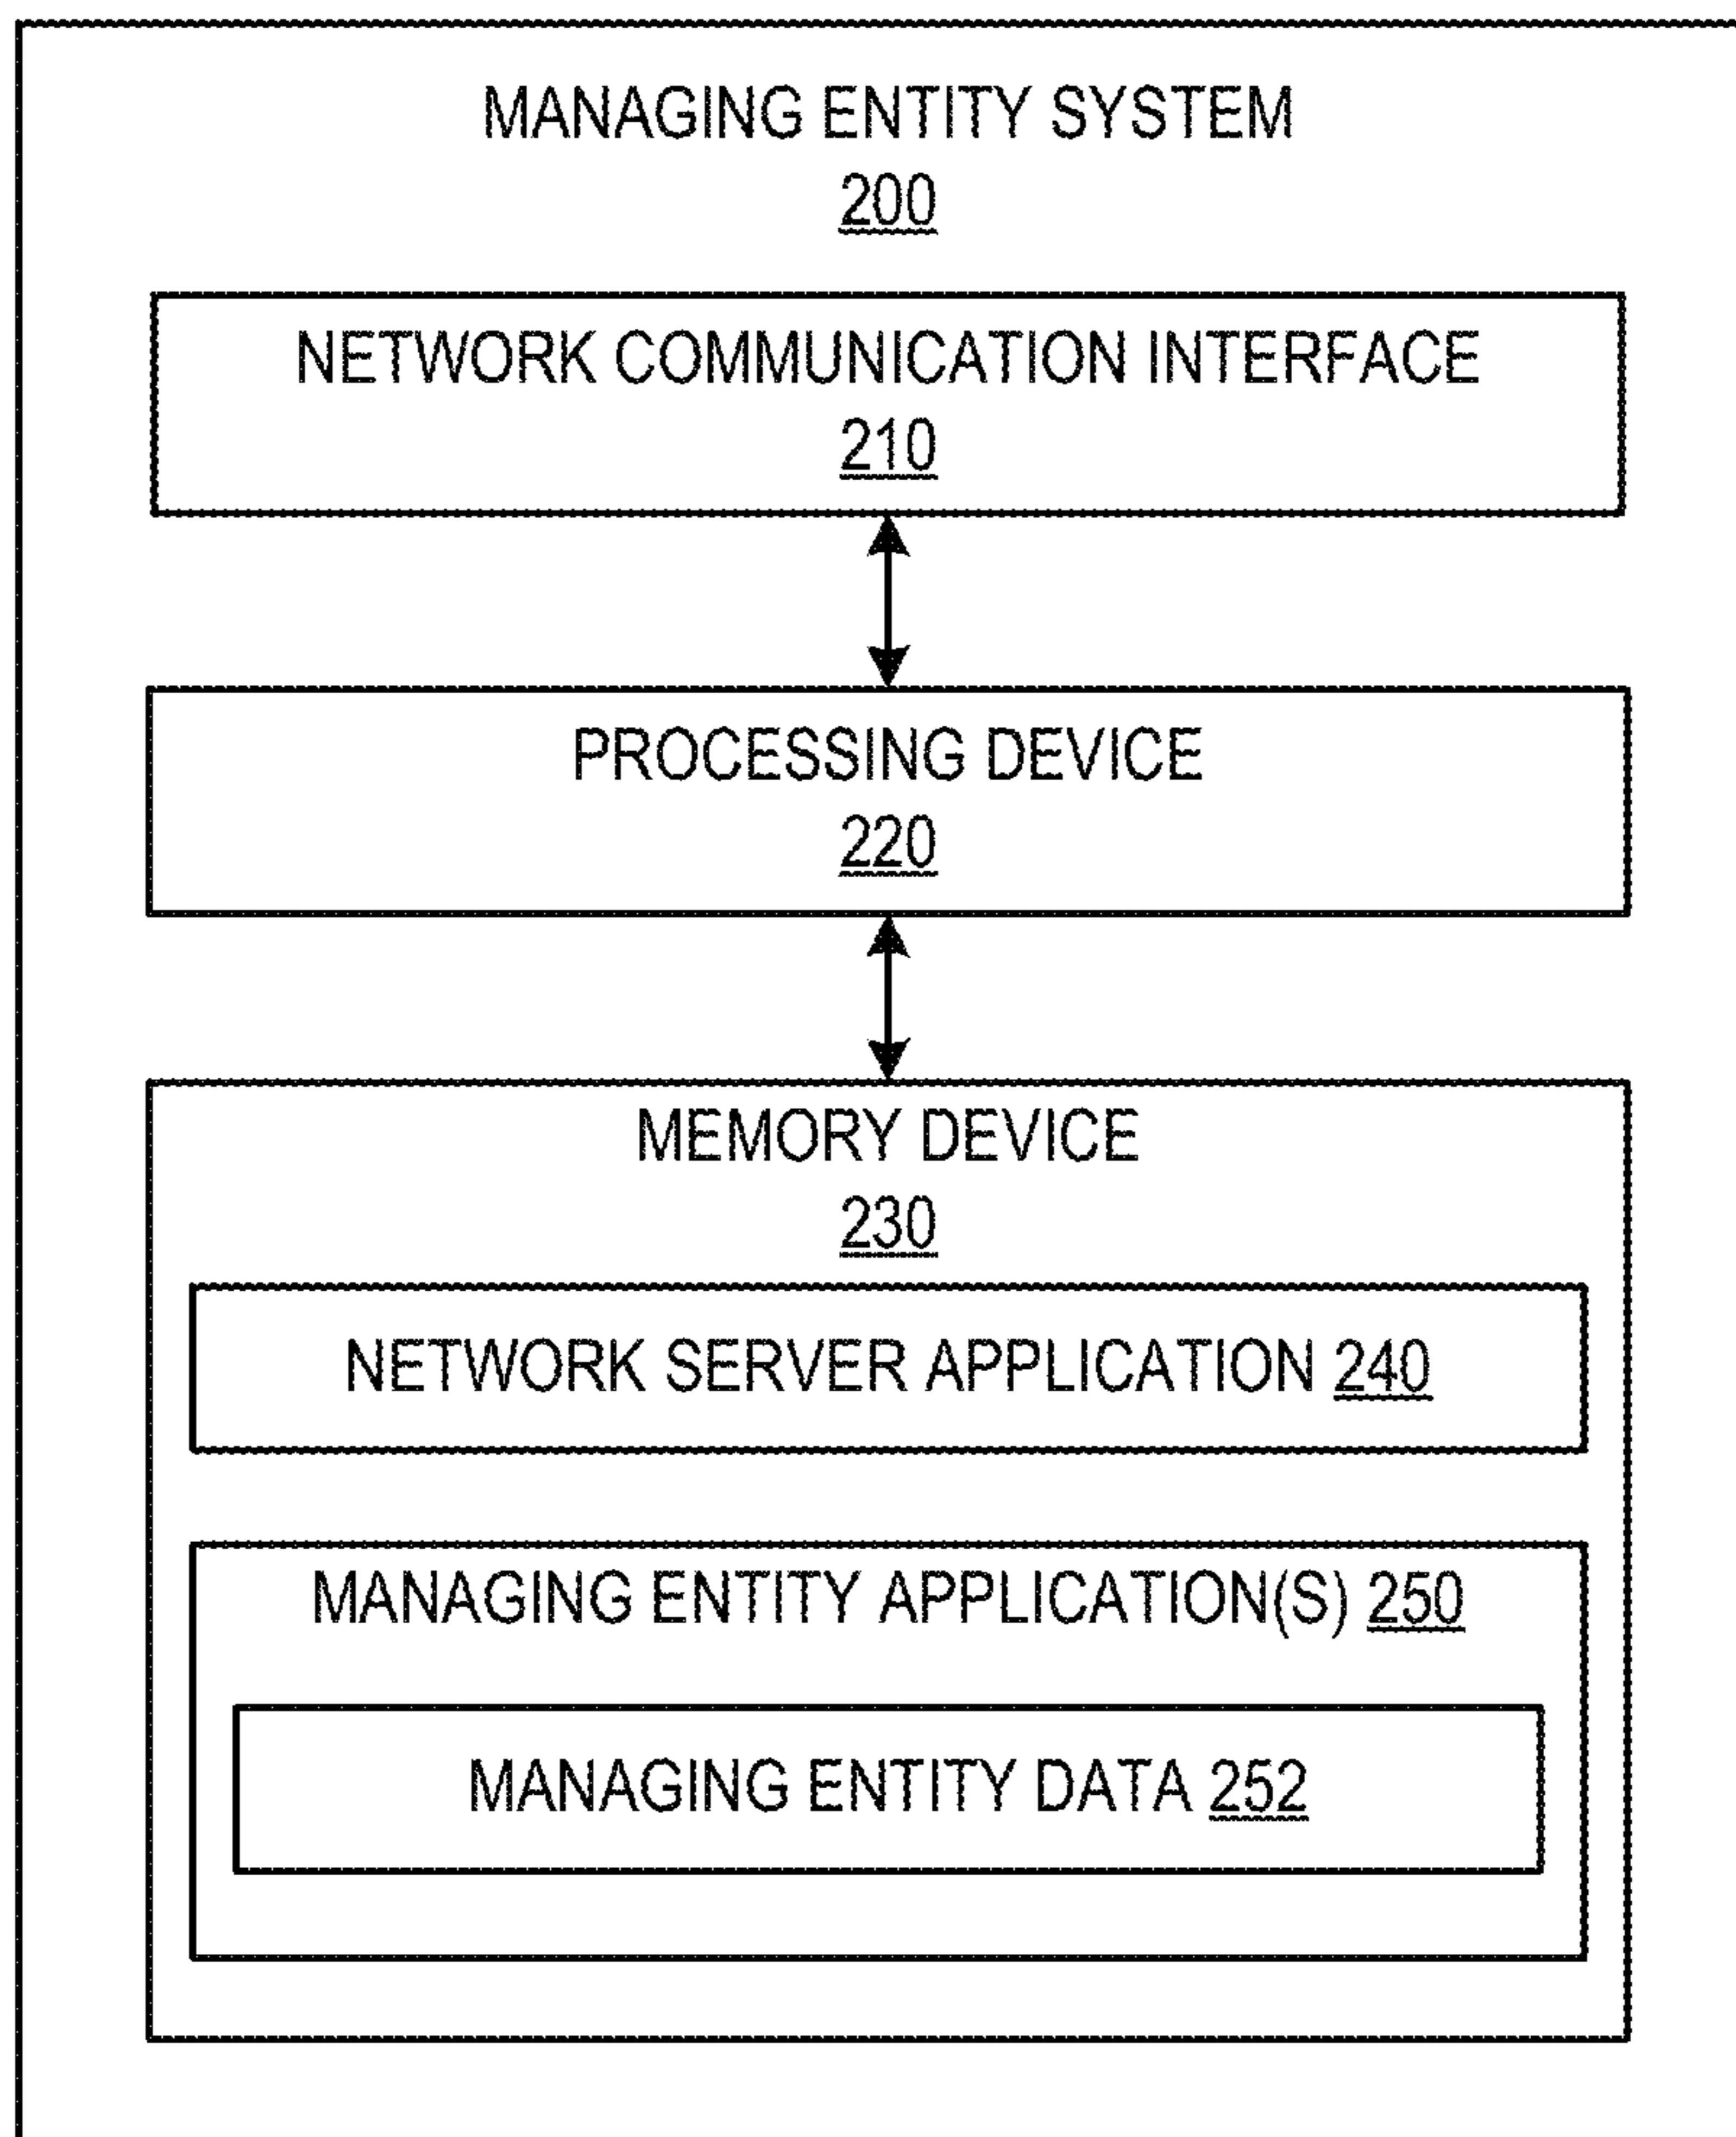 MANAGING ENTITY SYSTEM
200
NETWORK COMMUNICATION INTERFACE
210
PROCESSING DEVICE
220
MEMORY DEVICE
230
NETWORK SERVER APPLICATION 240
MANAGING ENTITY APPLICATION(S) 250
MANAGING ENTITY DATA 252